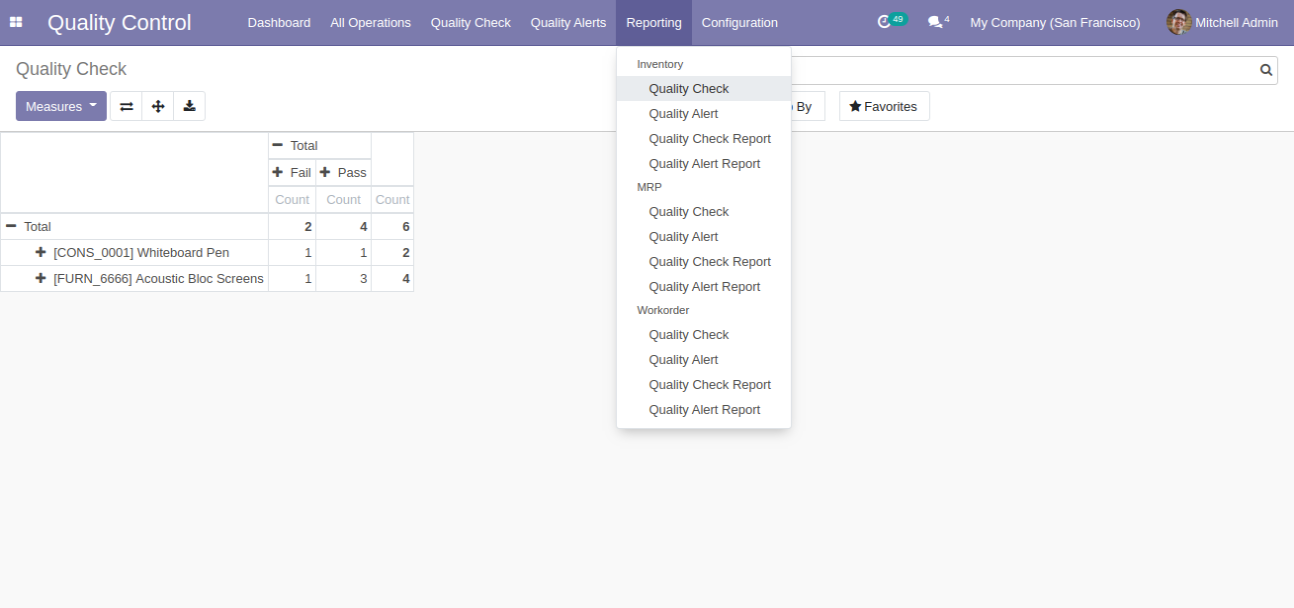 Quality Control Dashboard All Operations Quality Check Quality Alerts Reporting Configuration 49 4 My Company (San Francisco) Mitchell Admin
Quality Check
Measures
By Favorites
Inventory
Quality Check
Quality Alert
Quality Check Report
Quality Alert Report
MRP
Quality Check
Quality Alert
Quality Check Report
Quality Alert Report
Workorder
Quality Check
Quality Alert
Quality Check Report
Quality Alert Report
Total
Fail Pass
Count Count Count
Total 2 4 6
[CONS_0001] Whiteboard Pen 1 1 2
[FURN_6666] Acoustic Bloc Screens 1 3 4